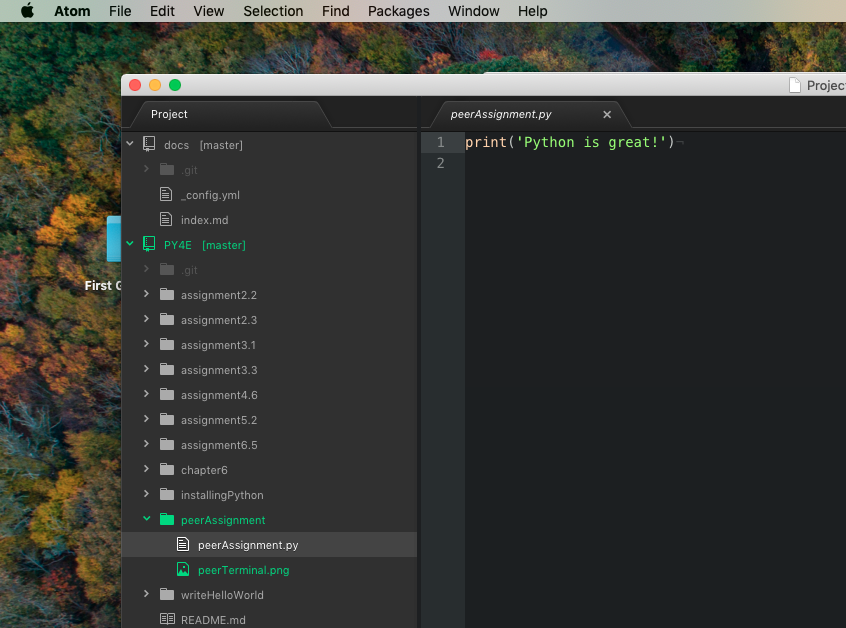 Atom File Edit View Selection Find Packages Window Help
Project
peerAssignment.py
docs [master]
.git
_config.yml
index.md
PY4E [master]
.git
assignment2.2
assignment2.3
assignment3.1
assignment3.3
assignment4.6
assignment5.2
assignment6.5
chapter6
installingPython
peerAssignment
peerAssignment.py
peerTerminal.png
writeHelloWorld
README.md
1 print('Python is great!')¬
2
First